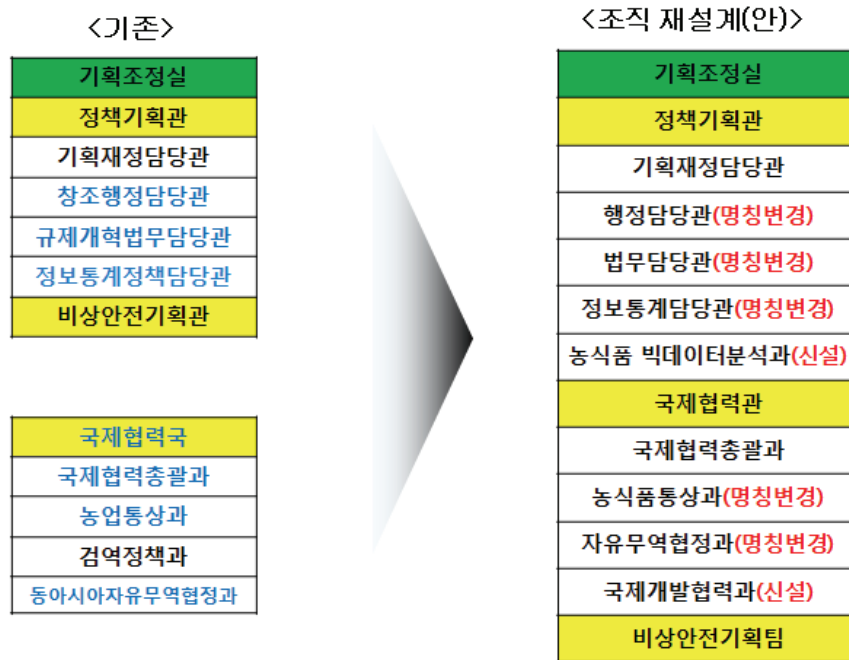 <기존>
기획조정실
정책기획관
기획재정담당관
창조행정담당관
규제개혁법무담당관
정보통계정책담당관
비상안전기획관
국제협력국
국제협력총괄과
농업통상과
검역정책과
동아시아자유무역협정과
<조직 재설계(안)>
기획조정실
정책기획관
기획재정담당관
행정담당관(명칭변경)
법무담당관(명칭변경)
정보통계담당관(명칭변경)
농식품 빅데이터분석과(신설)
국제협력관
국제협력총괄과
농식품통상과(명칭변경)
자유무역협정과(명칭변경)
국제개발협력과(신설)
비상안전기획팀